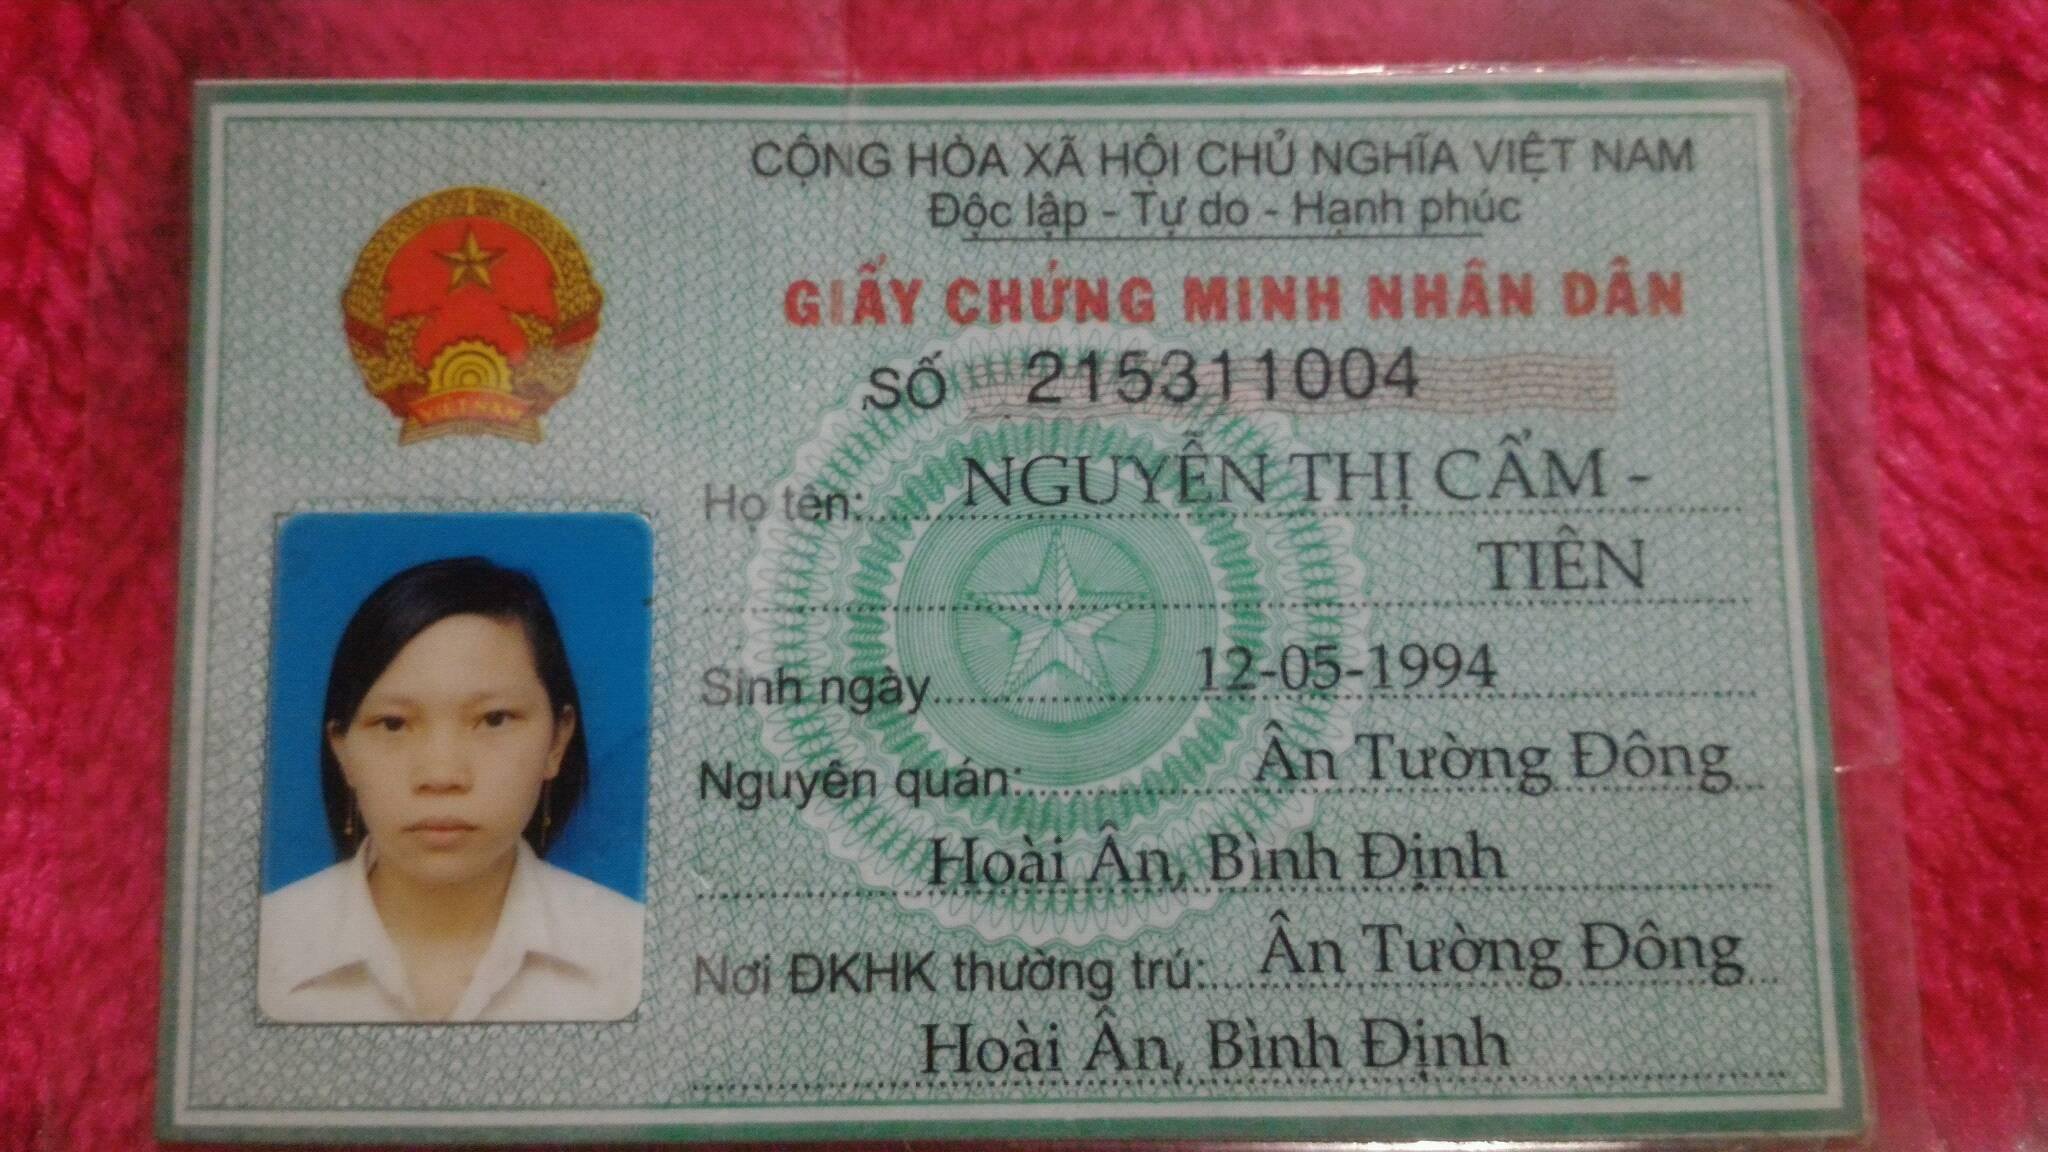 CỘNG HÒA XÃ HỘI CHỦ NGHĨA VIỆT NAM
Độc lập - Tự do - Hạnh phúc
GIẤY CHỨNG MINH NHÂN DÂN
SỐ 215311004
VIỆT NAM
Họ tên: NGUYỄN THỊ CẨM -
TIÊN
Sinh ngày 12-05-1994
Nguyên quán: Ân Tường Đông
Hoài Ân, Bình Định
Nơi ĐKHK thường trú: Ân Tường Đông
Hoài Ân, Bình Định